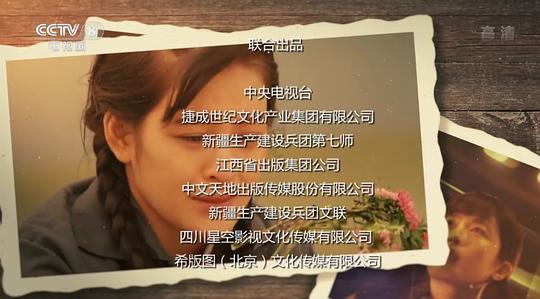 CCTV 8
电视剧
高清
联合出品
中央电视台
捷成世纪文化产业集团有限公司
新疆生产建设兵团第七师
江西省出版集团公司
中文天地出版传媒股份有限公司
新疆生产建设兵团文联
四川星空影视文化传媒有限公司
希版图（北京）文化传媒有限公司